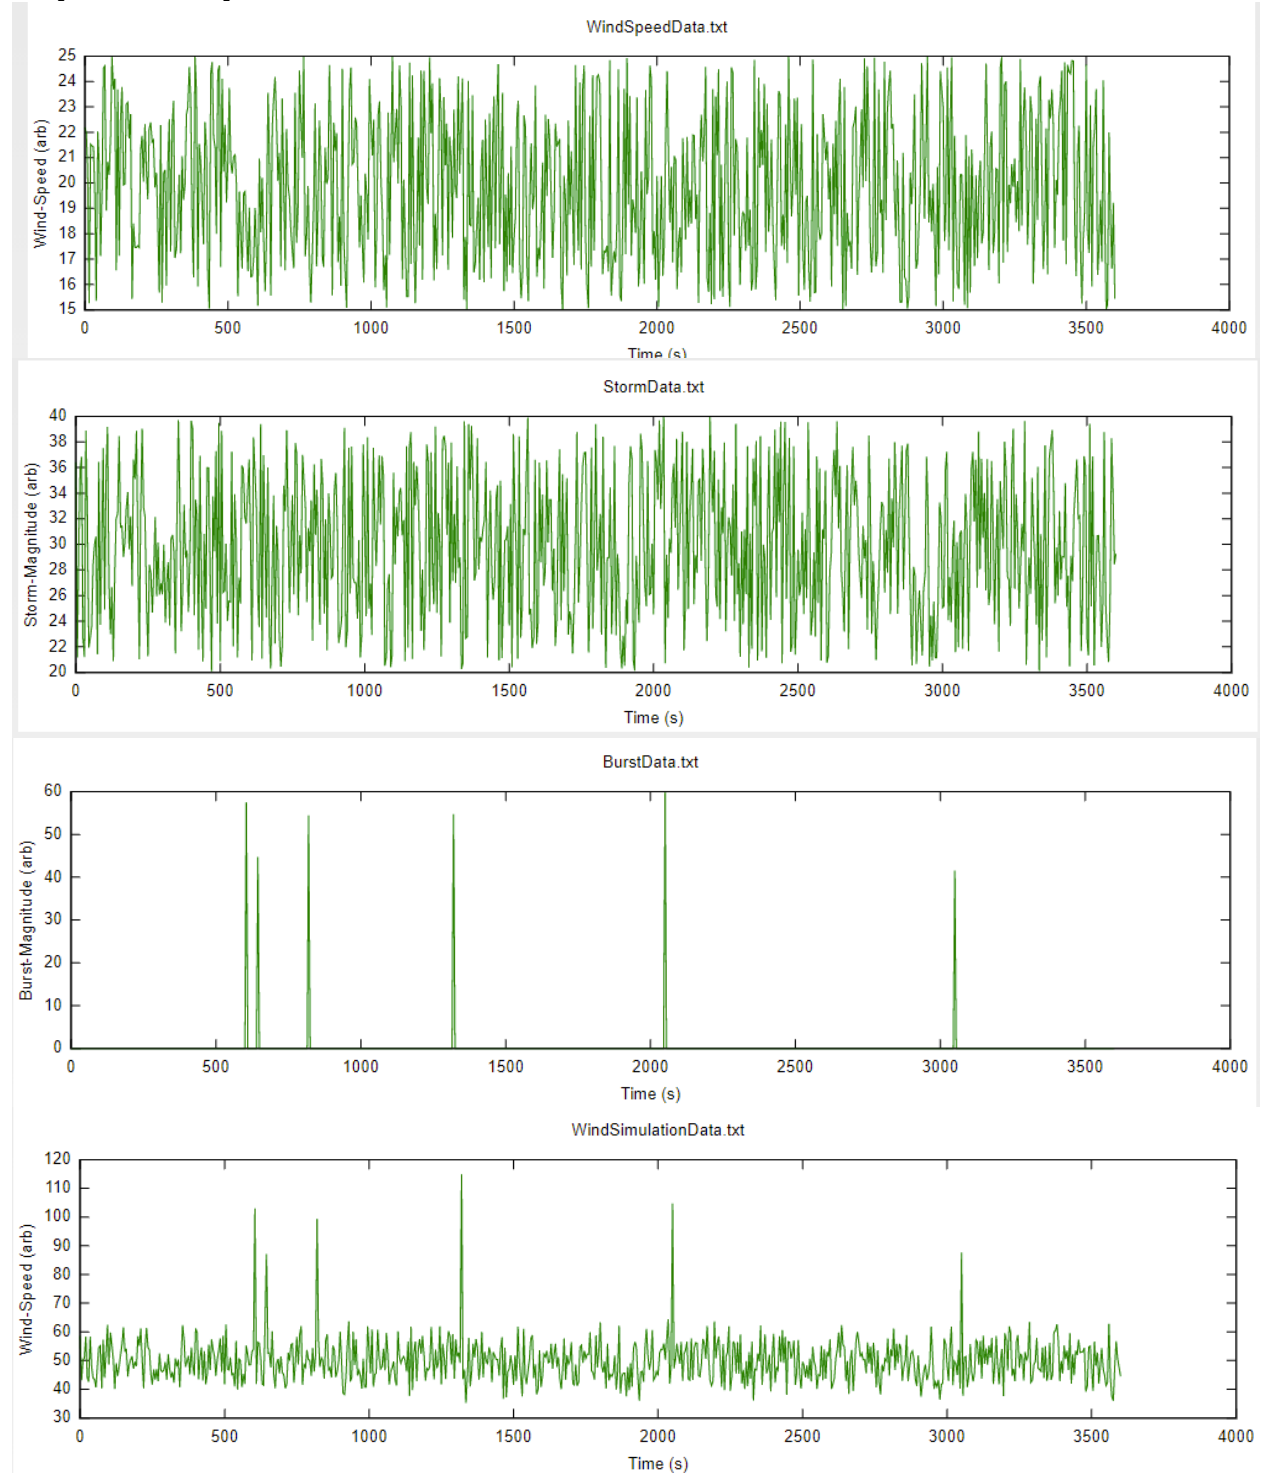 WindSpeedData.txt
25
24
23
22
21
20
19
18
17
16
15
Wind-Speed (arb)
0 500 1000 1500 2000 2500 3000 3500 4000
Time (s)
StormData.txt
40
38
36
34
32
30
28
26
24
22
20
Storm-Magnitude (arb)
0 500 1000 1500 2000 2500 3000 3500 4000
Time (s)
BurstData.txt
60
50
40
30
20
10
0
Burst-Magnitude (arb)
0 500 1000 1500 2000 2500 3000 3500 4000
Time (s)
WindSimulationData.txt
120
110
100
90
80
70
60
50
40
30
Wind-Speed (arb)
0 500 1000 1500 2000 2500 3000 3500 4000
Time (s)